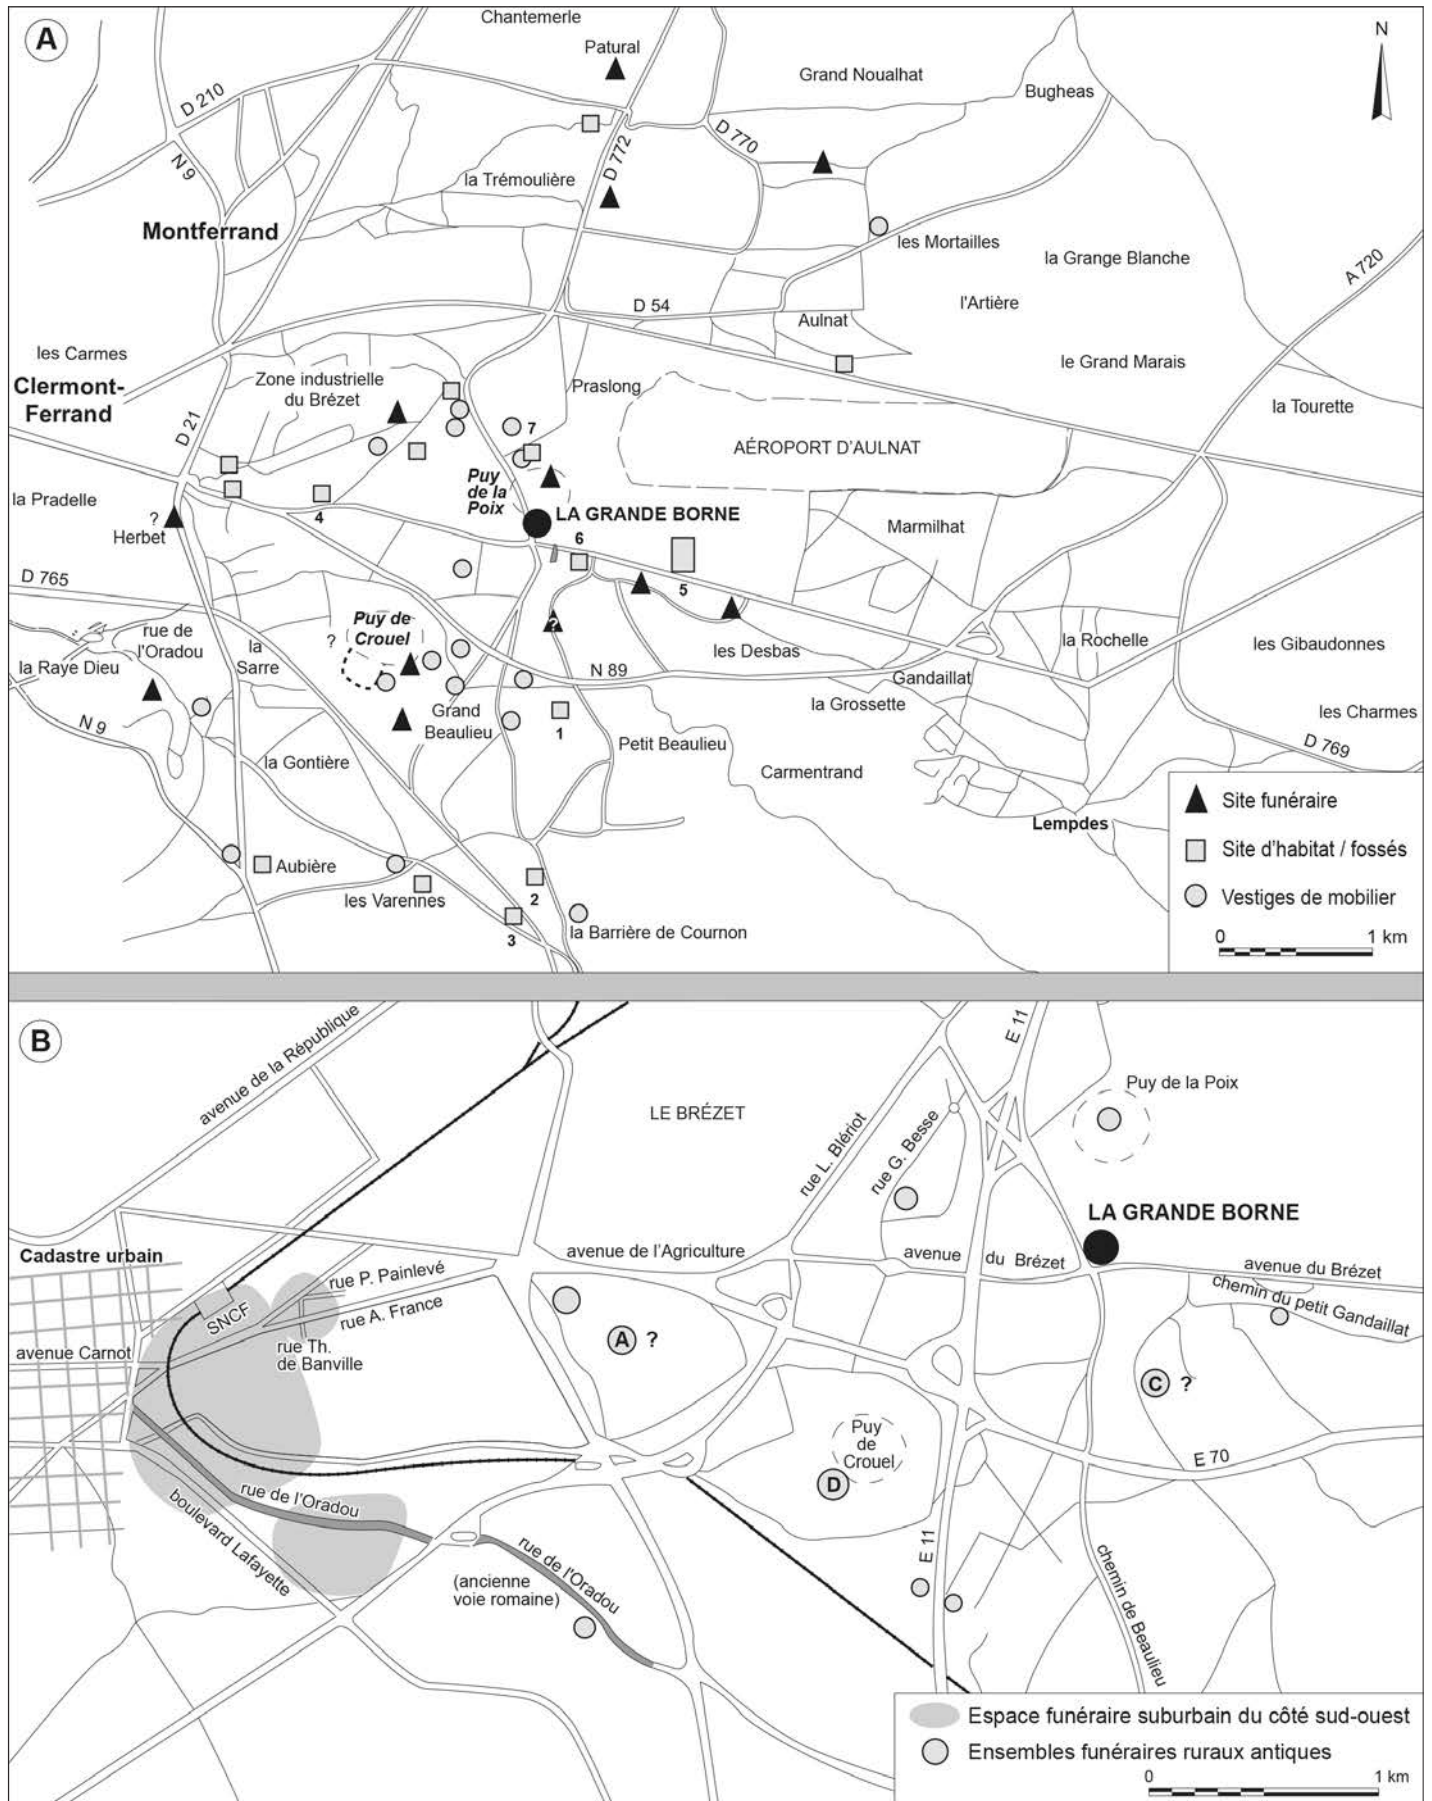 A
Chantemerle
Patural
Grand Noualhat
Bugheas
N
D 210
N 9
D 772
D 770
la Trémoulière
Montferrand
les Mortailles
la Grange Blanche
A 720
l'Artière
D 54
Aulnat
les Carmes
le Grand Marais
Clermont-
Ferrand
Zone industrielle
du Brézet
Praslong
la Tourette
D 21
7
AÉROPORT D'AULNAT
la Pradelle
4
Puy
de la
Poix
LA GRANDE BORNE
Marmilhat
?
Herbet
6
5
D 765
rue de
l'Oradou
la
Sarre
?
Puy de
Crouel
?
la Rochelle
les Gibaudonnes
la Raye Dieu
les Desbas
N 89
Gandaillat
la Grossette
N 9
Grand
Beaulieu
1
les Charmes
la Gontière
Petit Beaulieu
D 769
Carmentrand
Site funéraire
Lempdes
Site d'habitat / fossés
Aubière
les Varennes
2
Vestiges de mobilier
3
la Barrière de Cournon
0
1 km
B
avenue de la République
E 11
Puy de la Poix
LE BRÉZET
rue L. Blériot
rue G. Besse
LA GRANDE BORNE
Cadastre urbain
avenue de l'Agriculture
avenue
du Brézet
avenue du Brézet
rue P. Painlevé
SNCF
rue A. France
chemin du petit Gandaillat
avenue Carnot
rue Th.
de Banville
A ?
C ?
Puy
de
Crouel
D
E 70
rue de l'Oradou
boulevard Lafayette
rue de l'Oradou
(ancienne
voie romaine)
E 11
chemin de Beaulieu
Espace funéraire suburbain du côté sud-ouest
Ensembles funéraires ruraux antiques
0
1 km